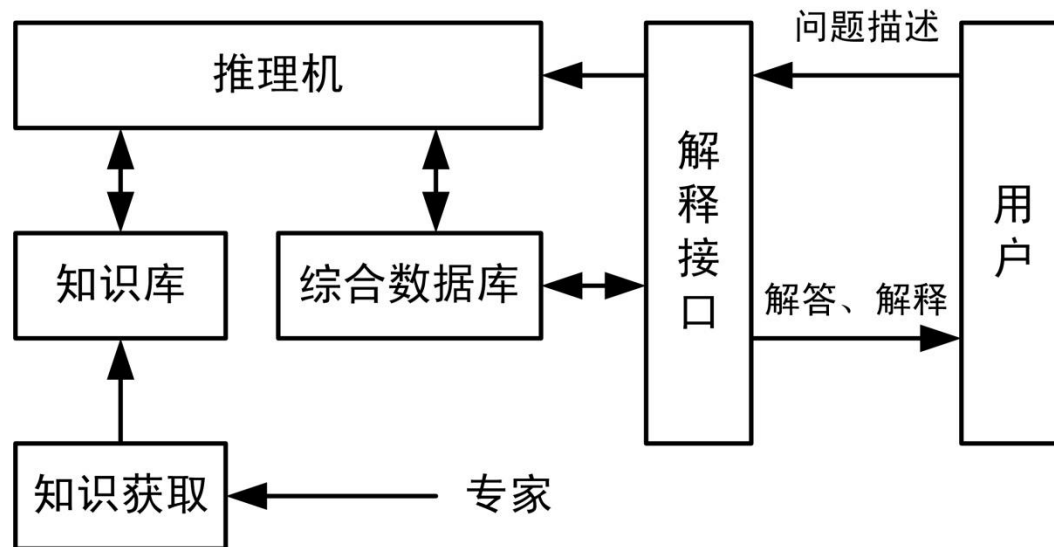 问题描述
推理机
解释接口
用户
知识库
综合数据库
解答、解释
知识获取
专家